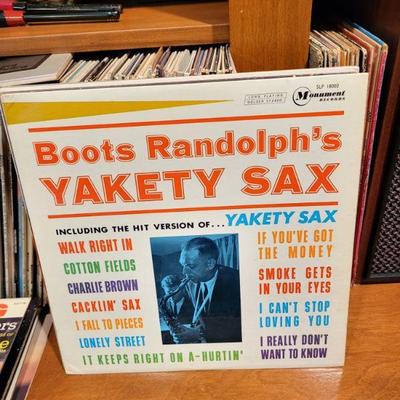 LONG PLAYING
GOLDEN STEREO
SLP 18002
Monument
RECORDS
Boots Randolph's
YAKETY SAX
INCLUDING THE HIT VERSION OF... YAKETY SAX
WALK RIGHT IN
COTTON FIELDS
CHARLIE BROWN
CACKLIN' SAX
I FALL TO PIECES
LONELY STREET
IT KEEPS RIGHT ON A-HURTIN'
IF YOU'VE GOT
THE MONEY
SMOKE GETS
IN YOUR EYES
I CAN'T STOP
LOVING YOU
I REALLY DON'T
WANT TO KNOW